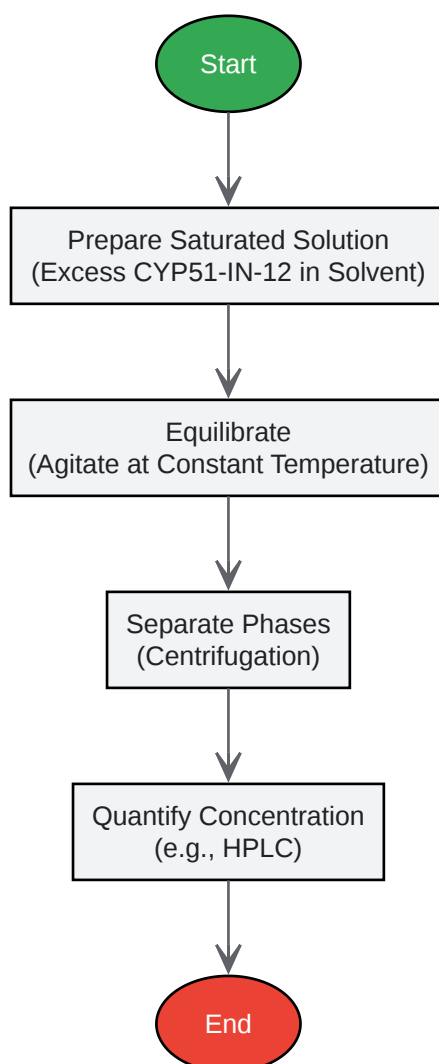 Start
Prepare Saturated Solution
(Excess CYP51-IN-12 in Solvent)
Equilibrate
(Agitate at Constant Temperature)
Separate Phases
(Centrifugation)
Quantify Concentration
(e.g., HPLC)
End